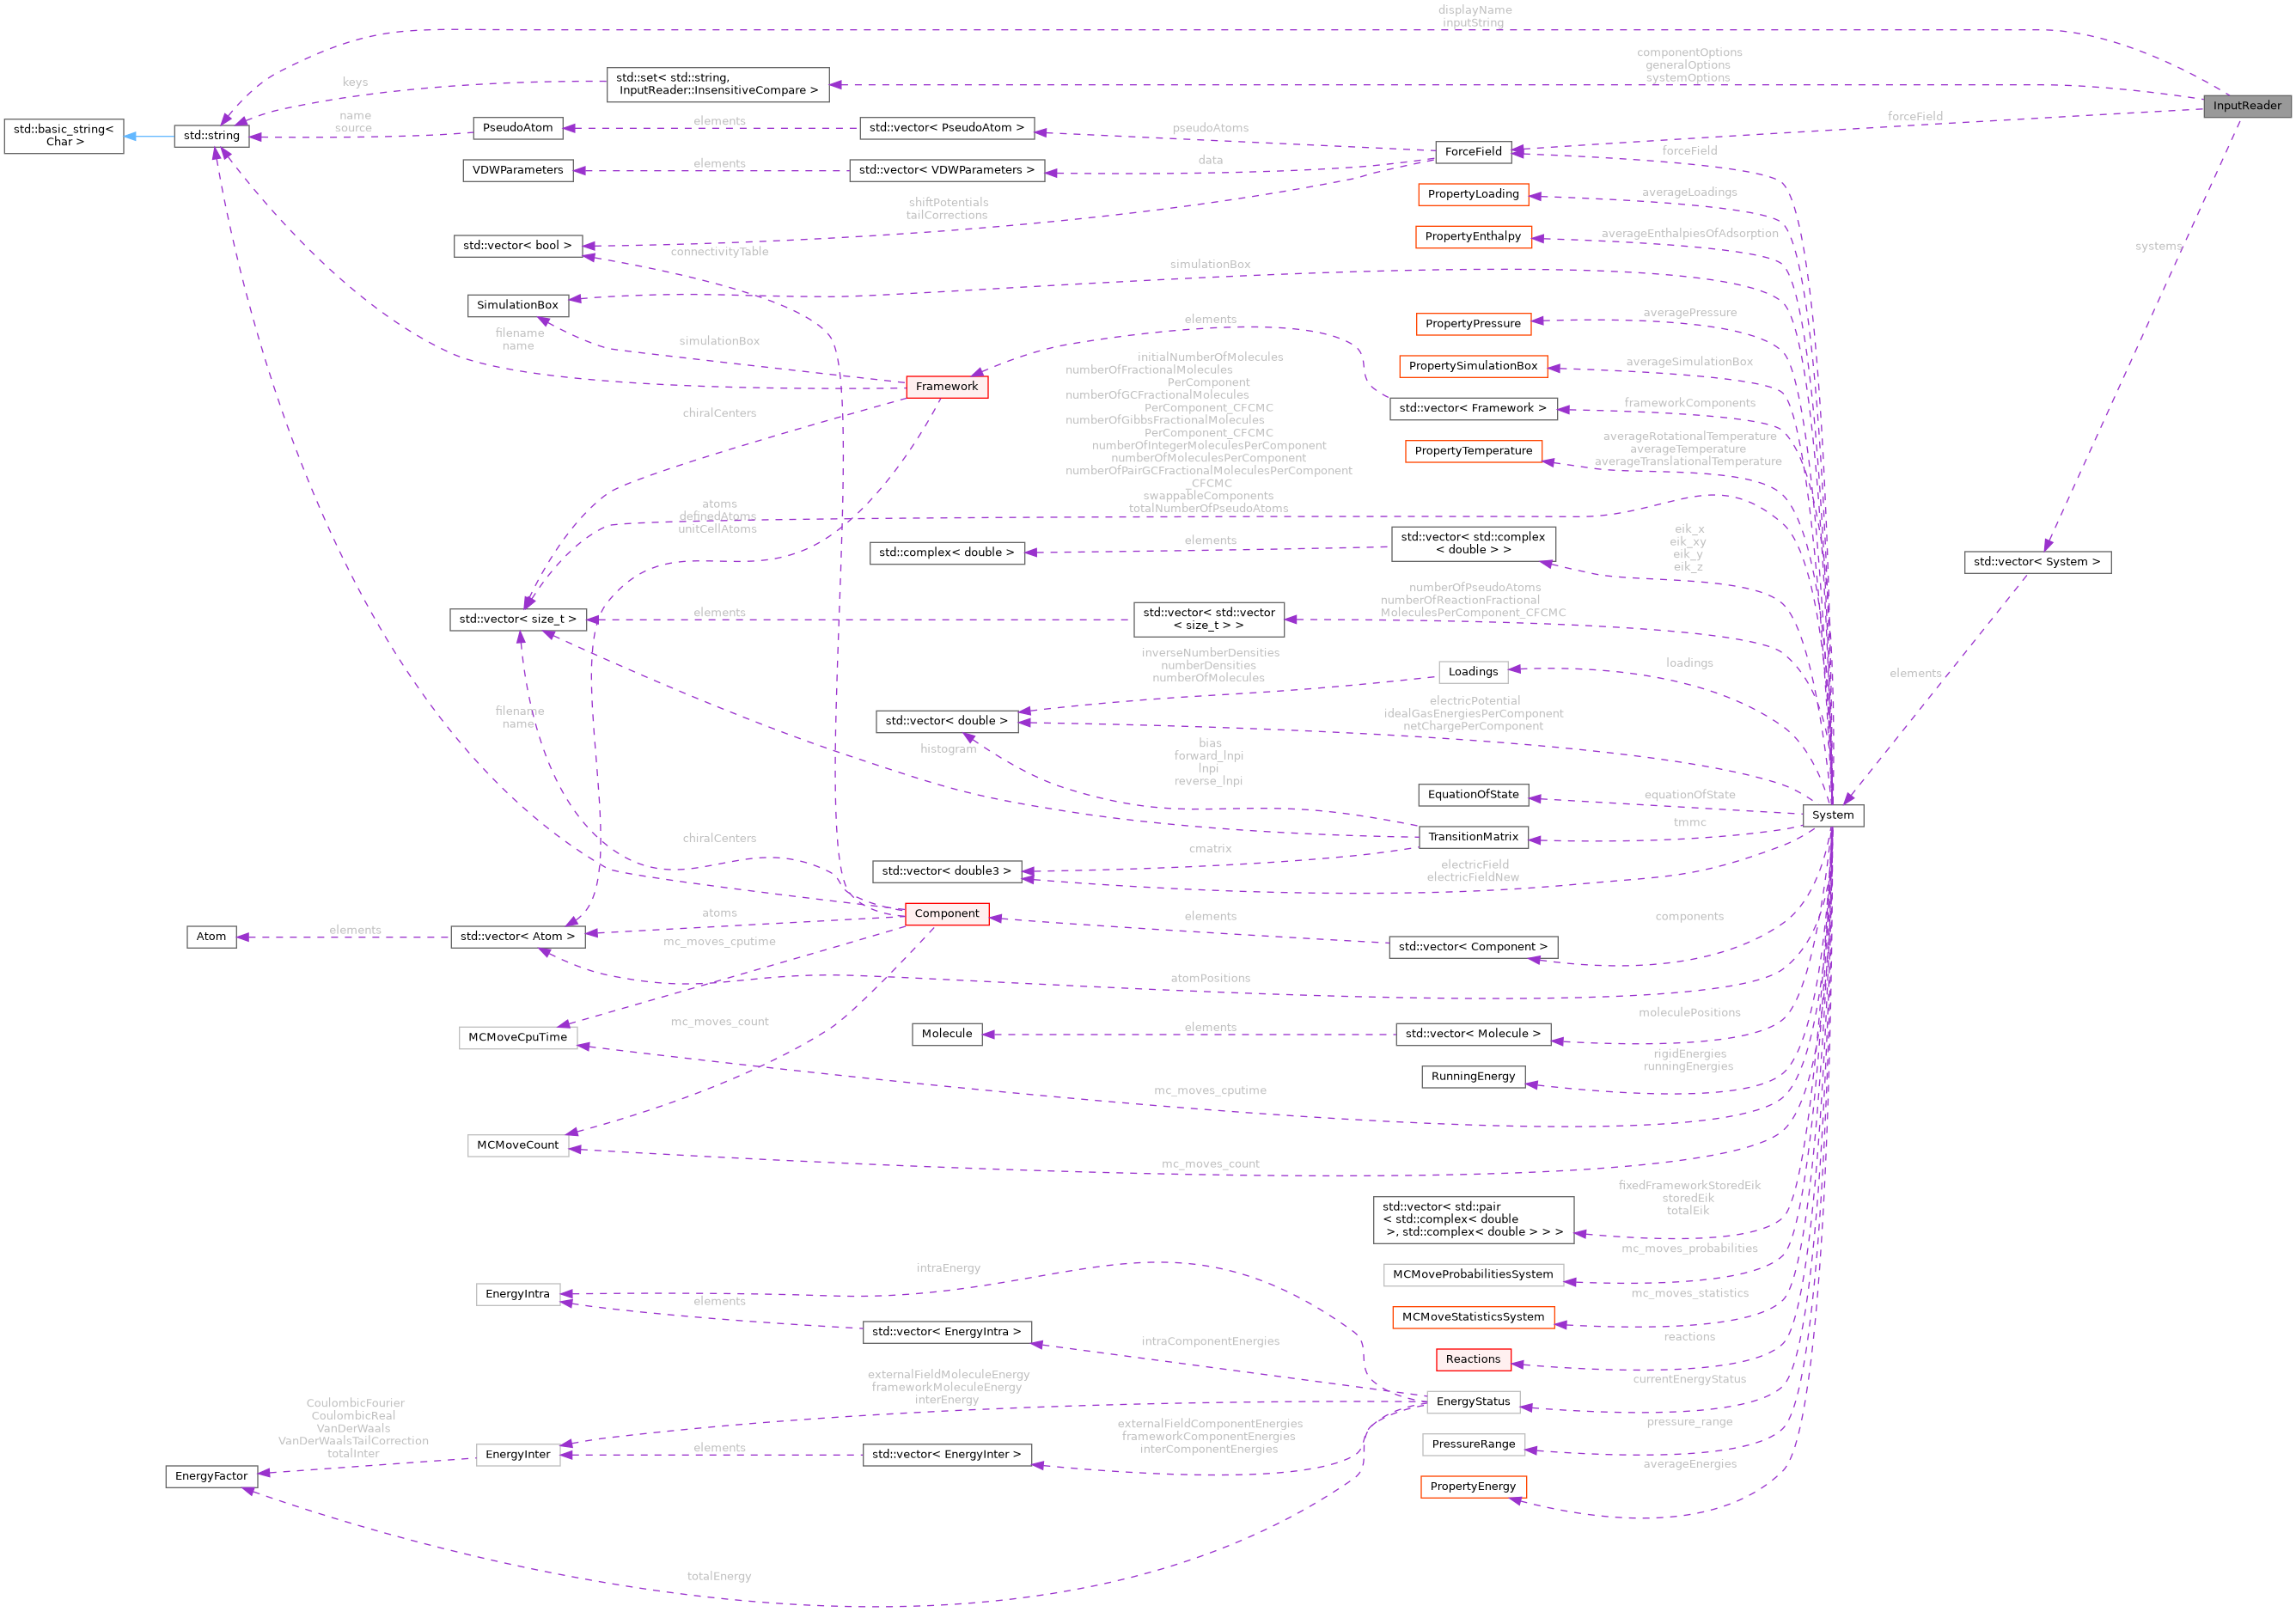 displayName
inputString
componentOptions
generalOptions
systemOptions
keys
std::set< std::string,
InputReader::InsensitiveCompare >
InputReader
name
source
elements
pseudoAtoms
forceField
std::basic_string<
Char >
std::string
PseudoAtom
std::vector< PseudoAtom >
ForceField
forceField
VDWParameters
elements
std::vector< VDWParameters >
data
PropertyLoading
averageLoadings
shiftPotentials
tailCorrections
PropertyEnthalpy
averageEnthalpiesOfAdsorption
std::vector< bool >
connectivityTable
systems
simulationBox
SimulationBox
elements
PropertyPressure
averagePressure
filename
name
simulationBox
PropertySimulationBox
averageSimulationBox
Framework
std::vector< Framework >
frameworkComponents
chiralCenters
initialNumberOfMolecules
numberOfFractionalMolecules
PerComponent
numberOfGCFractionalMolecules
PerComponent_CFCMC
numberOfGibbsFractionalMolecules
PerComponent_CFCMC
numberOfIntegerMoleculesPerComponent
numberOfMoleculesPerComponent
numberOfPairGCFractionalMoleculesPerComponent
_CFCMC
swappableComponents
totalNumberOfPseudoAtoms
PropertyTemperature
averageRotationalTemperature
averageTemperature
averageTranslationalTemperature
atoms
definedAtoms
unitCellAtoms
std::complex< double >
elements
std::vector< std::complex
< double > >
eik_x
eik_xy
eik_y
eik_z
std::vector< System >
std::vector< size_t >
elements
std::vector< std::vector
< size_t > >
numberOfPseudoAtoms
numberOfReactionFractional
MoleculesPerComponent_CFCMC
inverseNumberDensities
numberDensities
numberOfMolecules
Loadings
loadings
elements
std::vector< double >
electricPotential
idealGasEnergiesPerComponent
netChargePerComponent
filename
name
histogram
bias
forward_lnpi
lnpi
reverse_lnpi
EquationOfState
equationOfState
System
TransitionMatrix
tmmc
chiralCenters
cmatrix
std::vector< double3 >
electricField
electricFieldNew
Component
atoms
elements
components
Atom
elements
std::vector< Atom >
mc_moves_cputime
std::vector< Component >
atomPositions
mc_moves_count
MCMoveCpuTime
Molecule
elements
std::vector< Molecule >
moleculePositions
RunningEnergy
rigidEnergies
runningEnergies
mc_moves_cputime
MCMoveCount
mc_moves_count
std::vector< std::pair
< std::complex< double
>, std::complex< double > > >
fixedFrameworkStoredEik
storedEik
totalEik
mc_moves_probabilities
MCMoveProbabilitiesSystem
intraEnergy
EnergyIntra
elements
mc_moves_statistics
MCMoveStatisticsSystem
std::vector< EnergyIntra >
intraComponentEnergies
reactions
Reactions
externalFieldMoleculeEnergy
frameworkMoleculeEnergy
interEnergy
currentEnergyStatus
EnergyStatus
CoulombicFourier
CoulombicReal
VanDerWaals
VanDerWaalsTailCorrection
totalInter
externalFieldComponentEnergies
frameworkComponentEnergies
interComponentEnergies
pressure_range
PressureRange
EnergyInter
elements
std::vector< EnergyInter >
averageEnergies
EnergyFactor
PropertyEnergy
totalEnergy